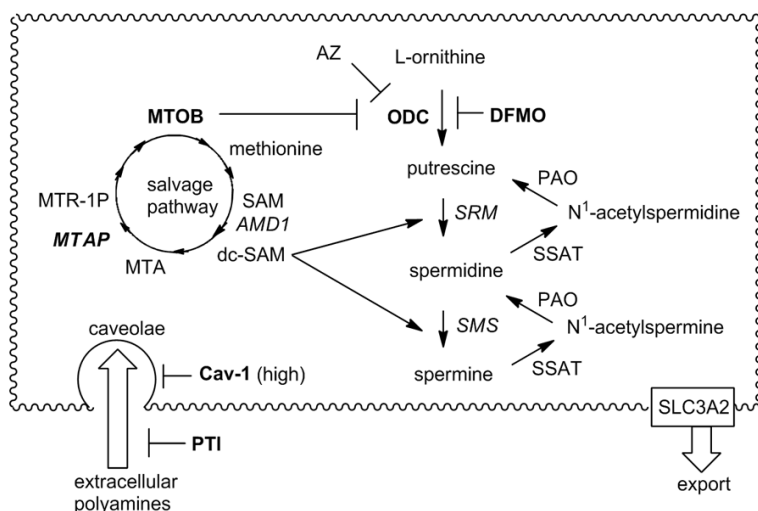 AZ
L-ornithine
MTOB
ODC
DFMO
methionine
putrescine
PAO
MTR-1P
salvage
pathway
SAM
AMD1
SRM
N¹-acetylspermidine
MTAP
MTA
dc-SAM
spermidine
SSAT
PAO
caveolae
SMS
N¹-acetylspermine
Cav-1 (high)
spermine
SSAT
SLC3A2
PTI
extracellular
polyamines
export